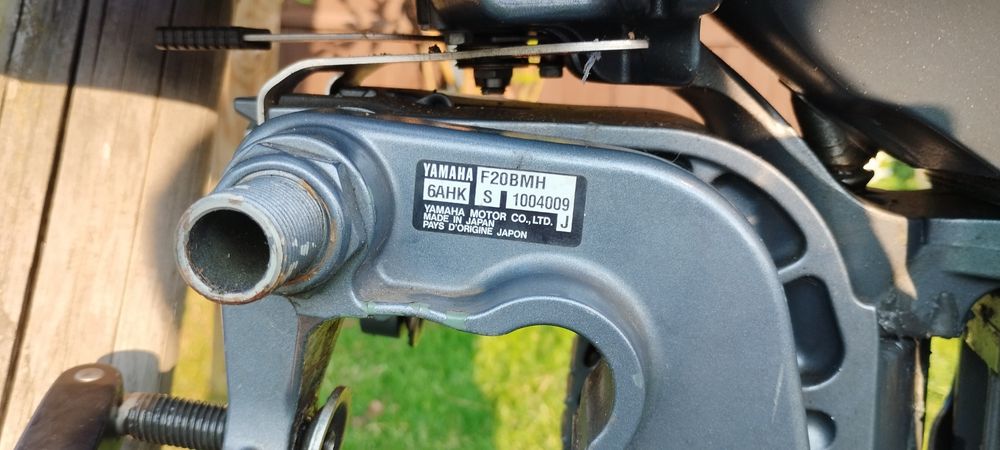 YAMAHA F20BMH
6AHK S 1004009
YAMAHA MOTOR CO., LTD. J
MADE IN JAPAN
PAYS D'ORIGINE JAPON